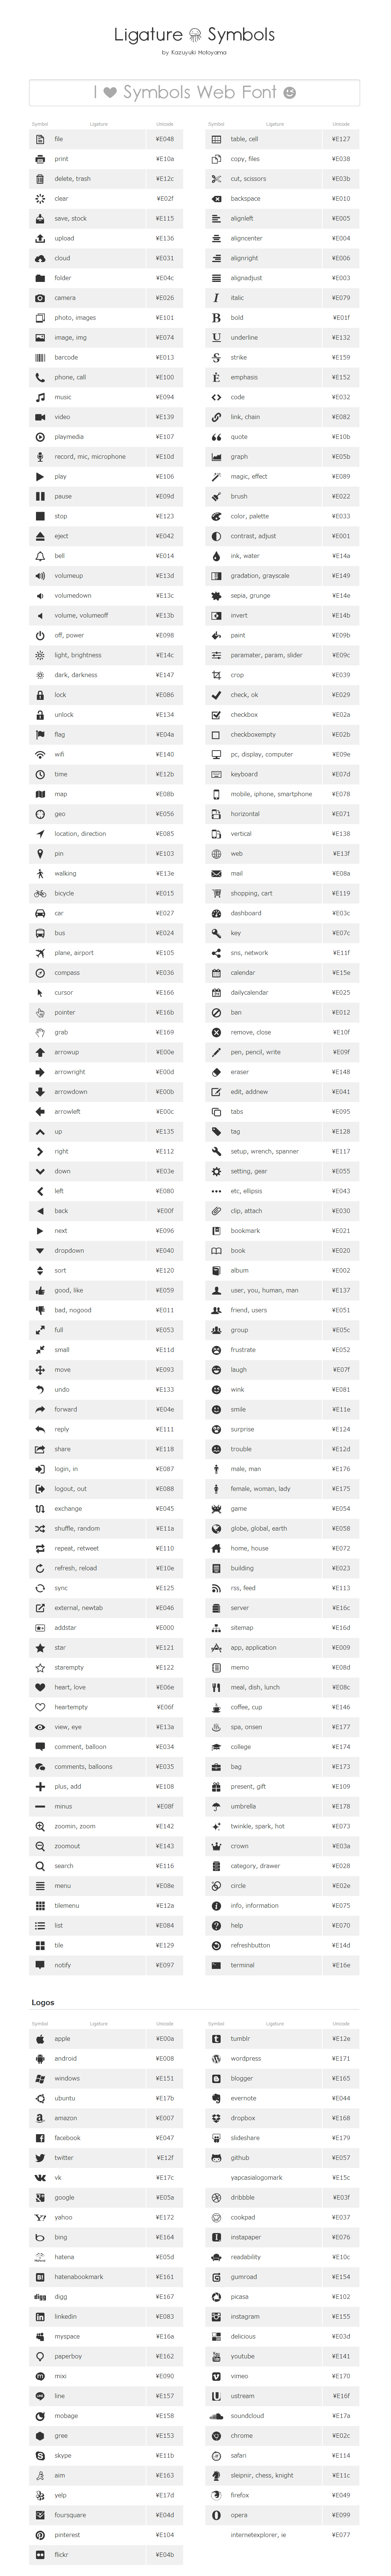 Ligature Symbols
by Kazuyuki Motoyama
I Symbols Web Font
Symbol Ligature Unicode
file ¥E048
print ¥E10a
delete, trash ¥E12c
clear ¥E02f
save, stock ¥E115
upload ¥E136
cloud ¥E031
folder ¥E04c
camera ¥E026
photo, images ¥E101
image, img ¥E074
barcode ¥E013
phone, call ¥E100
music ¥E094
video ¥E139
playmedia ¥E107
record, mic, microphone ¥E10d
play ¥E106
pause ¥E09d
stop ¥E123
eject ¥E042
bell ¥E014
volumeup ¥E13d
volumedown ¥E13c
volume, volumeoff ¥E13b
off, power ¥E098
light, brightness ¥E14c
dark, darkness ¥E147
lock ¥E086
unlock ¥E134
flag ¥E04a
wifi ¥E140
time ¥E12b
map ¥E08b
geo ¥E056
location, direction ¥E085
pin ¥E103
walking ¥E13e
bicycle ¥E015
car ¥E027
bus ¥E024
plane, airport ¥E105
compass ¥E036
cursor ¥E166
pointer ¥E16b
grab ¥E169
arrowup ¥E00e
arrowright ¥E00d
arrowdown ¥E00b
arrowleft ¥E00c
up ¥E135
right ¥E112
down ¥E03e
left ¥E080
back ¥E00f
next ¥E096
dropdown ¥E040
sort ¥E120
good, like ¥E059
bad, nogood ¥E011
full ¥E053
small ¥E11d
move ¥E093
undo ¥E133
forward ¥E04e
reply ¥E111
share ¥E118
login, in ¥E087
logout, out ¥E088
exchange ¥E045
shuffle, random ¥E11a
repeat, retweet ¥E110
refresh, reload ¥E10e
sync ¥E125
external, newtab ¥E046
addstar ¥E000
star ¥E121
starempty ¥E122
heart, love ¥E06e
heartempty ¥E06f
view, eye ¥E13a
comment, balloon ¥E034
comments, balloons ¥E035
plus, add ¥E108
minus ¥E08f
zoomin, zoom ¥E142
zoomout ¥E143
search ¥E116
menu ¥E08e
tilemenu ¥E12a
list ¥E084
tile ¥E129
notify ¥E097
Symbol Ligature Unicode
table, cell ¥E127
copy, files ¥E038
cut, scissors ¥E03b
backspace ¥E010
alignleft ¥E005
aligncenter ¥E004
alignright ¥E006
alignadjust ¥E003
italic ¥E079
bold ¥E01f
underline ¥E132
strike ¥E159
emphasis ¥E152
code ¥E032
link, chain ¥E082
quote ¥E10b
graph ¥E05b
magic, effect ¥E089
brush ¥E022
color, palette ¥E033
contrast, adjust ¥E001
ink, water ¥E14a
gradation, grayscale ¥E149
sepia, grunge ¥E14e
invert ¥E14b
paint ¥E09b
paramater, param, slider ¥E09c
crop ¥E039
check, ok ¥E029
checkbox ¥E02a
checkboxempty ¥E02b
pc, display, computer ¥E09e
keyboard ¥E07d
mobile, iphone, smartphone ¥E078
horizontal ¥E071
vertical ¥E138
web ¥E13f
mail ¥E08a
shopping, cart ¥E119
dashboard ¥E03c
key ¥E07c
sns, network ¥E11f
calendar ¥E15e
dailycalendar ¥E025
ban ¥E012
remove, close ¥E10f
pen, pencil, write ¥E09f
eraser ¥E148
edit, addnew ¥E041
tabs ¥E095
tag ¥E128
setup, wrench, spanner ¥E117
setting, gear ¥E055
etc, ellipsis ¥E043
clip, attach ¥E030
bookmark ¥E021
book ¥E020
album ¥E002
user, you, human, man ¥E137
friend, users ¥E051
group ¥E05c
frustrate ¥E052
laugh ¥E07f
wink ¥E081
smile ¥E11e
surprise ¥E124
trouble ¥E12d
male, man ¥E176
female, woman, lady ¥E175
game ¥E054
globe, global, earth ¥E058
home, house ¥E072
building ¥E023
rss, feed ¥E113
server ¥E16c
sitemap ¥E16d
app, application ¥E009
memo ¥E08d
meal, dish, lunch ¥E08c
coffee, cup ¥E146
spa, onsen ¥E177
college ¥E174
bag ¥E173
present, gift ¥E109
umbrella ¥E178
twinkle, spark, hot ¥E073
crown ¥E03a
category, drawer ¥E028
circle ¥E02e
info, information ¥E075
help ¥E070
refreshbutton ¥E14d
terminal ¥E16e
Logos
Symbol Ligature Unicode
apple ¥E00a
android ¥E008
windows ¥E151
ubuntu ¥E17b
amazon ¥E007
facebook ¥E047
twitter ¥E12f
vk ¥E17c
google ¥E05a
yahoo ¥E172
bing ¥E164
hatena ¥E05d
hatenabookmark ¥E161
digg digg ¥E167
linkedin ¥E083
myspace ¥E16a
paperboy ¥E162
mixi ¥E090
line ¥E157
mobage ¥E158
gree ¥E153
skype ¥E11b
aim ¥E163
yelp ¥E17d
foursquare ¥E04d
pinterest ¥E104
flickr ¥E04b
Symbol Ligature Unicode
tumblr ¥E12e
wordpress ¥E171
blogger ¥E165
evernote ¥E044
dropbox ¥E168
slideshare ¥E179
github ¥E057
yapcasialogomark ¥E15c
dribbble ¥E03f
cookpad ¥E037
instapaper ¥E076
readability ¥E10c
gumroad ¥E154
picasa ¥E102
instagram ¥E155
delicious ¥E03d
youtube ¥E141
vimeo ¥E170
ustream ¥E16f
soundcloud ¥E17a
chrome ¥E02c
safari ¥E114
sleipnir, chess, knight ¥E11c
firefox ¥E049
opera ¥E099
internetexplorer, ie ¥E077